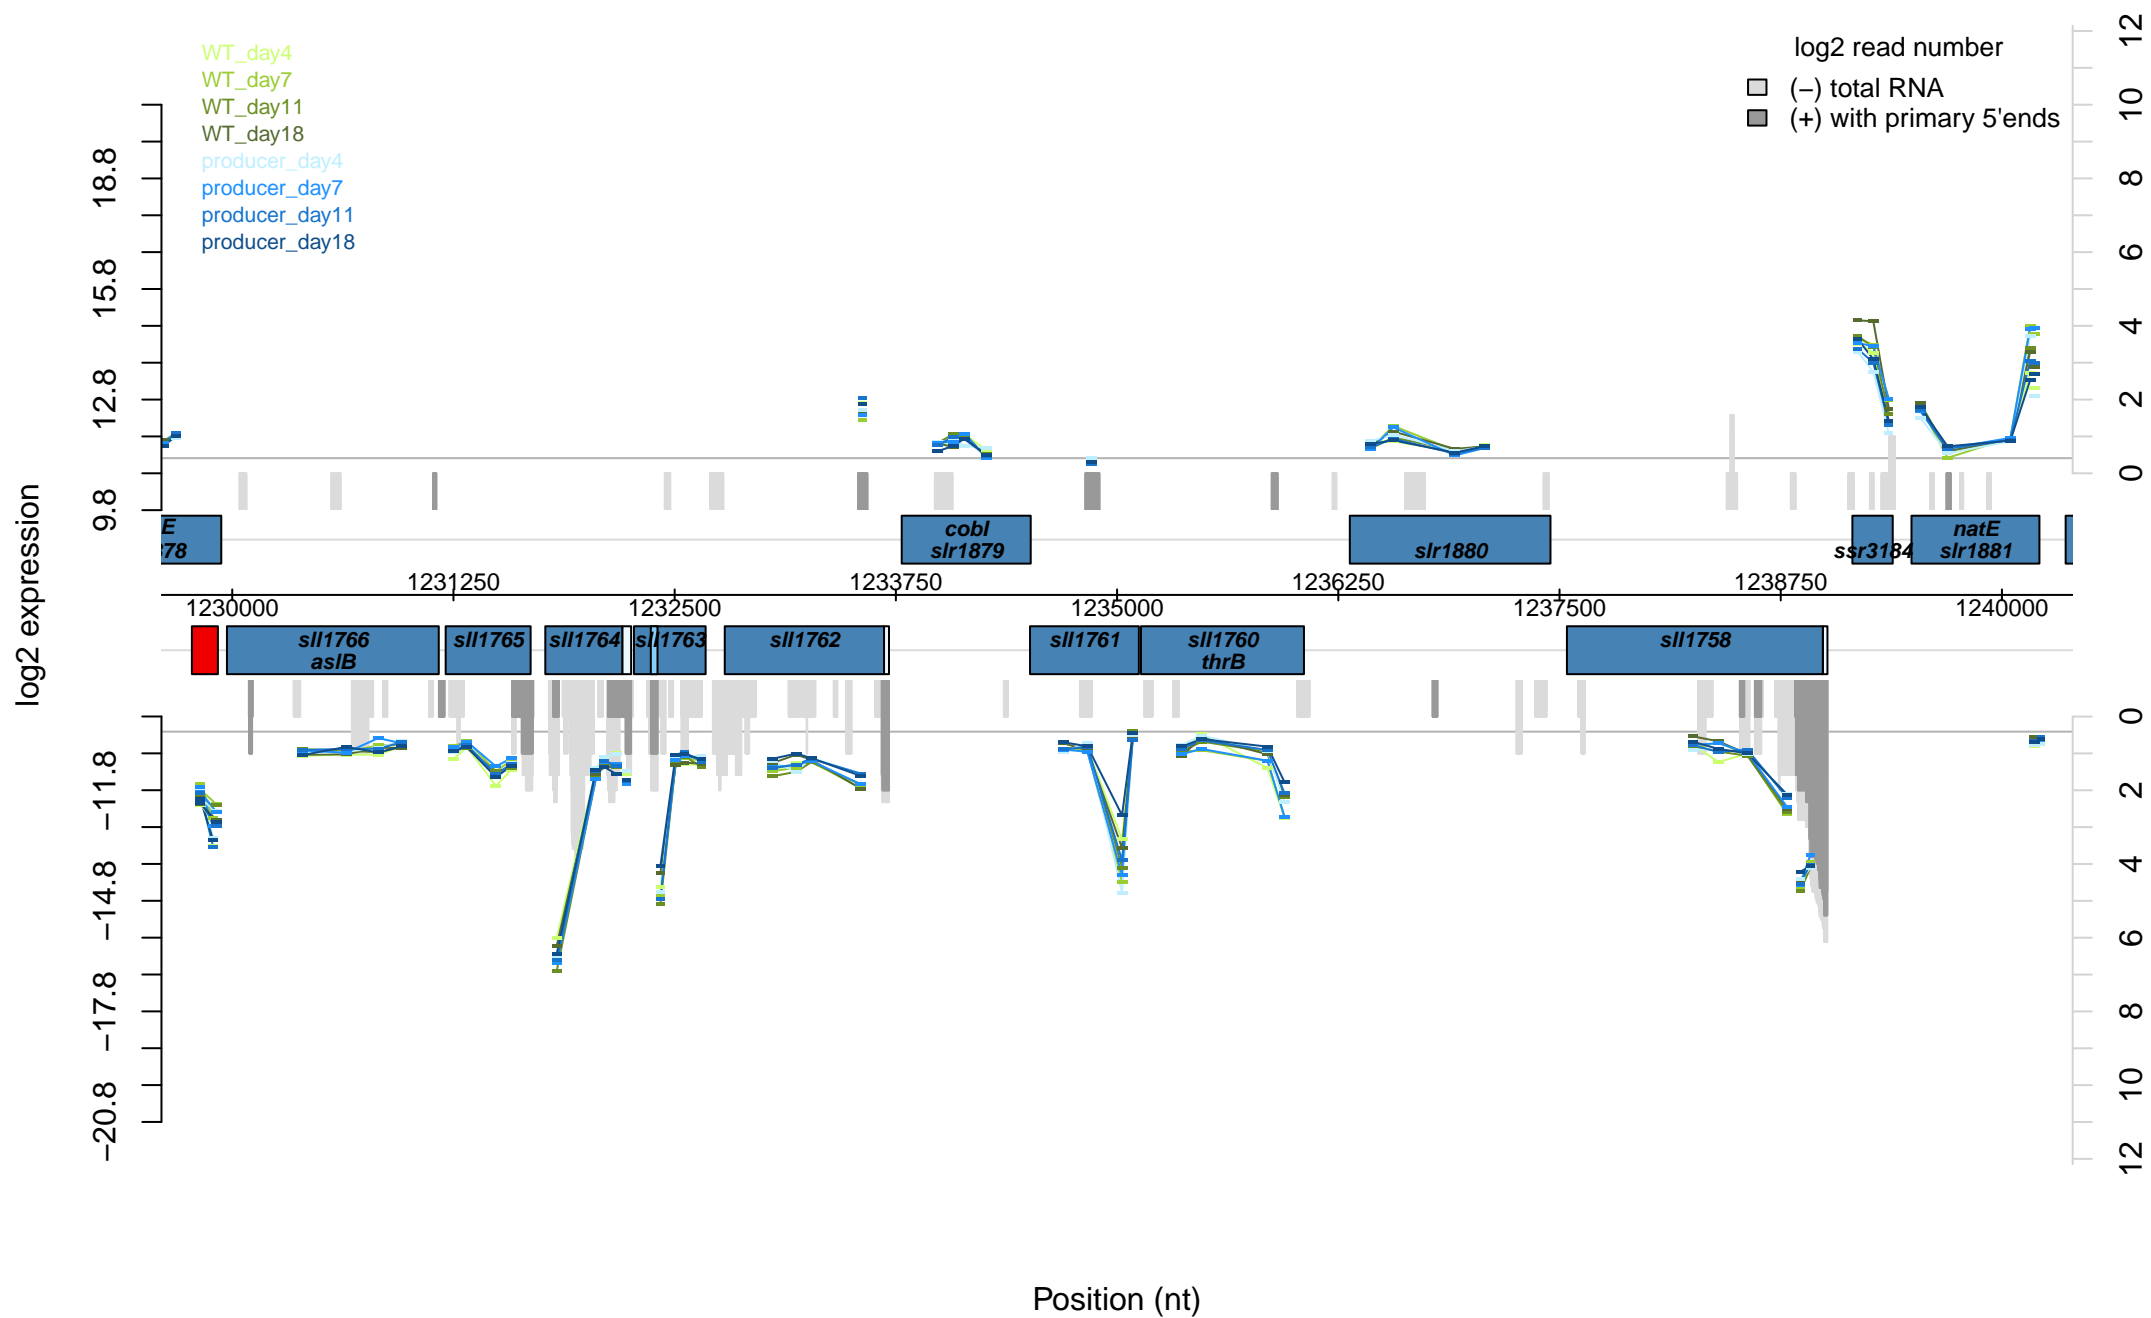 WT_day4
WT_day7
WT_day11
WT_day18
producer_day4
producer_day7
producer_day11
producer_day18
log2 read number
(−) total RNA
(+) with primary 5'ends
log2 expression
18.8
15.8
12.8
9.8
12
10
8
6
4
2
0
E
78
cobI
slr1879
slr1880
ssr3184
natE
slr1881
1231250 1233750 1236250 1238750
1230000 1232500 1235000 1237500 1240000
sll1766
aslB
sll1765
sll1764
sll1763
sll1762
sll1761
sll1760
thrB
sll1758
−11.8
−14.8
−17.8
−20.8
0
2
4
6
8
10
12
Position (nt)